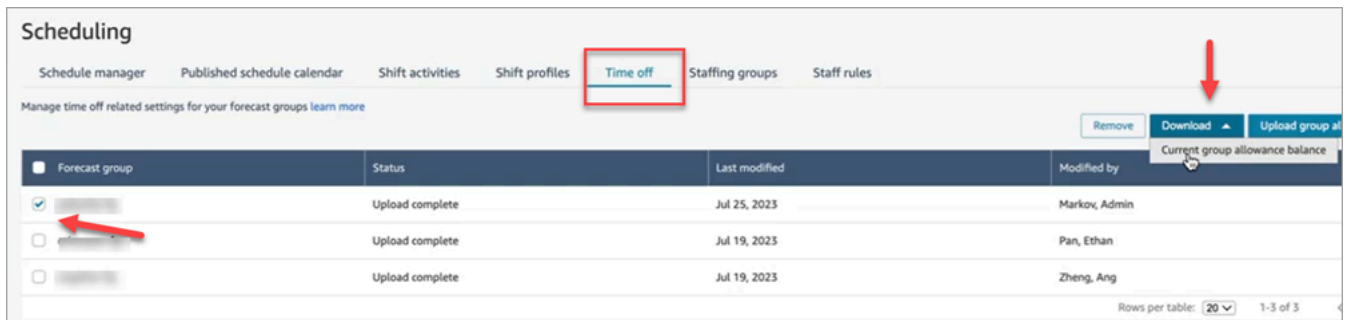 Scheduling
Schedule manager Published schedule calendar Shift activities Shift profiles Time off Staffing groups Staff rules
Manage time off related settings for your forecast groups learn more
Remove Download Upload group al
Current group allowance balance
Forecast group Status Last modified Modified by
Upload complete Jul 25, 2023 Markov, Admin
Upload complete Jul 19, 2023 Pan, Ethan
Upload complete Jul 19, 2023 Zheng, Ang
Rows per table: 20 1-3 of 3